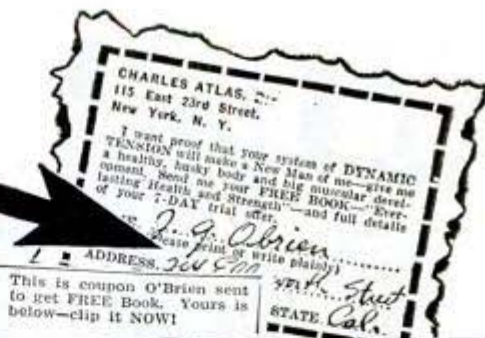 CHARLES ATLAS,
115 East 23rd Street,
New York, N. Y.
I want proof that your system of DYNAMIC
TENSION will make a New Man of me—give me
a healthy, husky body and big muscular devel-
opment. Send me your FREE BOOK—"Ever-
lasting Health and Strength"—and full details
of your 7-DAY trial offer.
J. G. Obrien
(Please print or write plainly)
ADDRESS.
Street
STATE Cal.
This is coupon O'Brien sent
to get FREE Book. Yours is
below—clip it NOW!